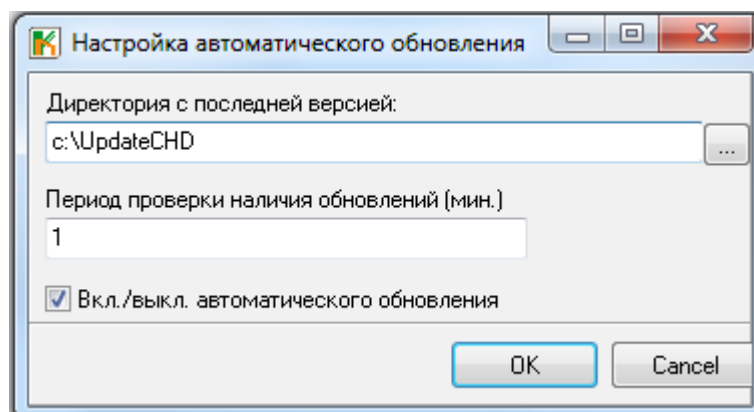 Настройка автоматического обновления
Директория с последней версией:
c:\UpdateCHD
...
Период проверки наличия обновлений (мин.)
1
Вкл./выкл. автоматического обновления
OK
Cancel